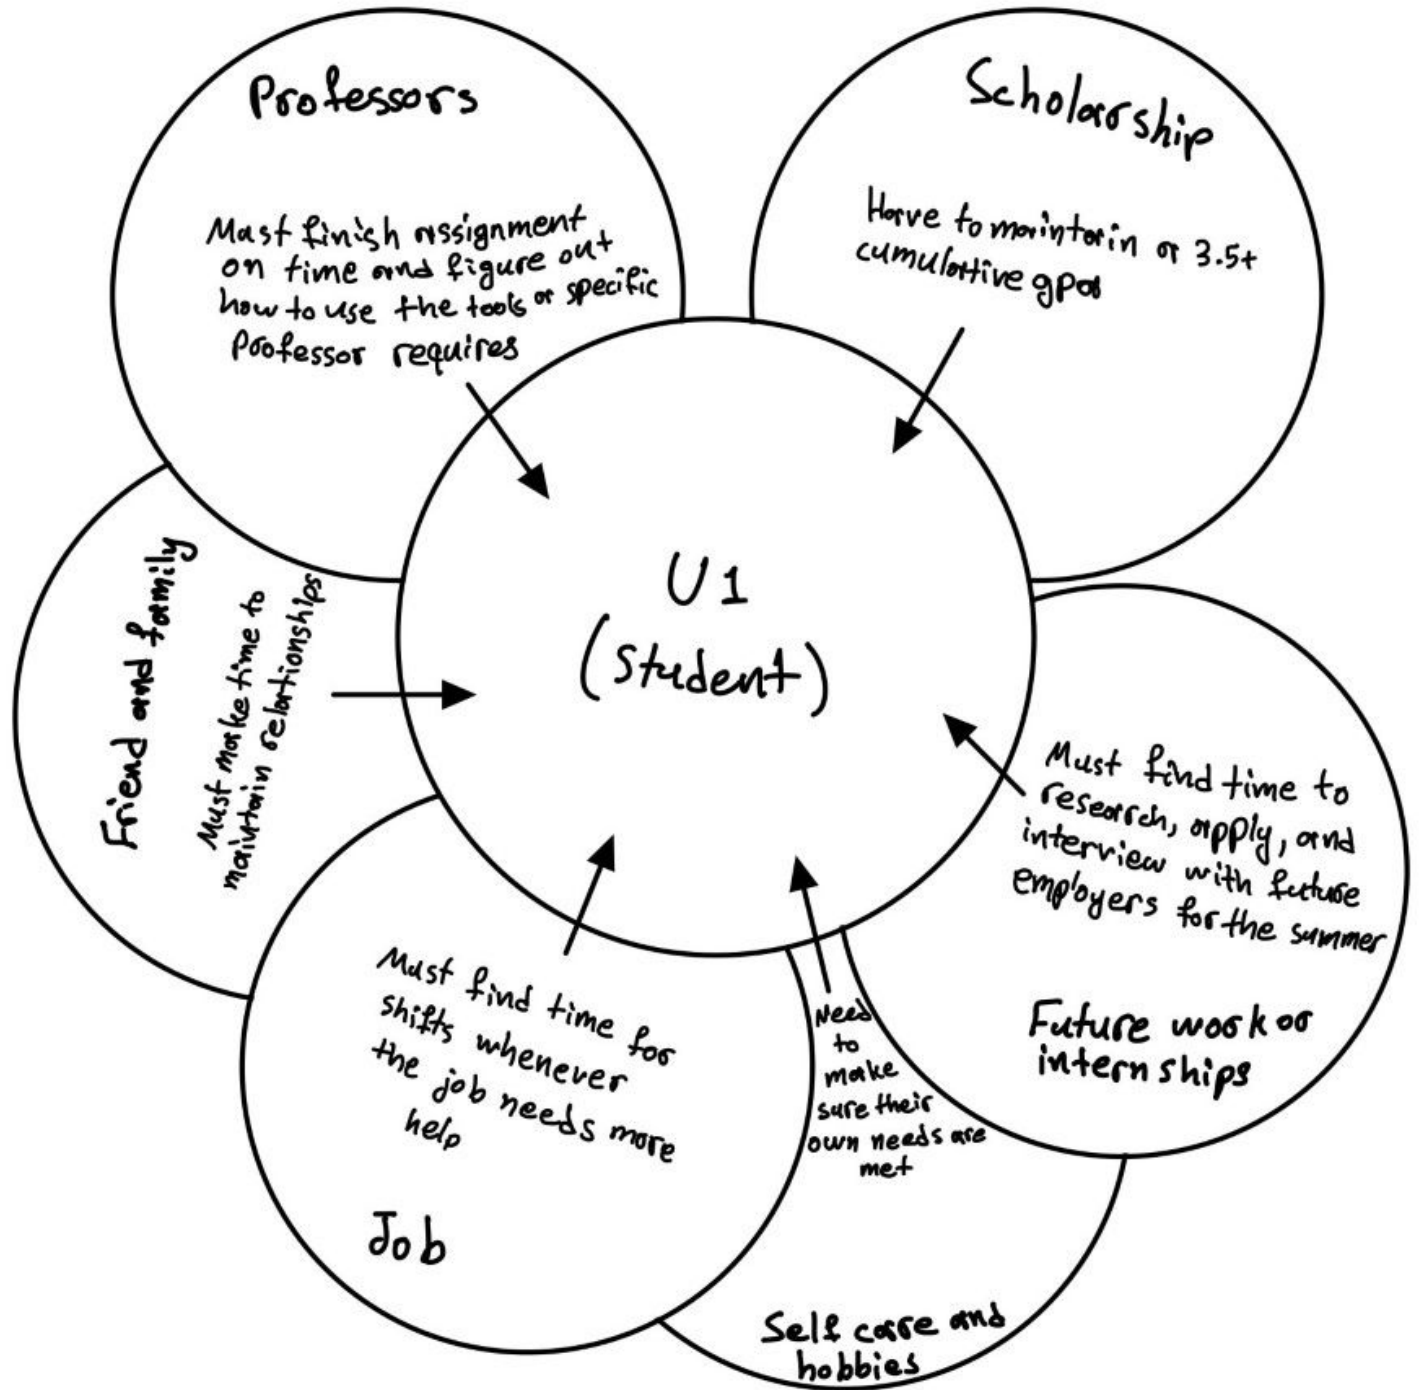 Professors
Must finish assignment
on time and figure out
how to use the tools a specific
Professor requires
Scholarship
Have to maintain a 3.5+
cumulative gpa
U1
(Student)
Friend and family
Must make time to
maintain relationships
Must find time to
research, apply, and
interview with future
employers for the summer
Future work or
internships
Must find time for
shifts whenever
the job needs more
help
Job
Need
to
make
sure their
own needs are
met
Self care and
hobbies